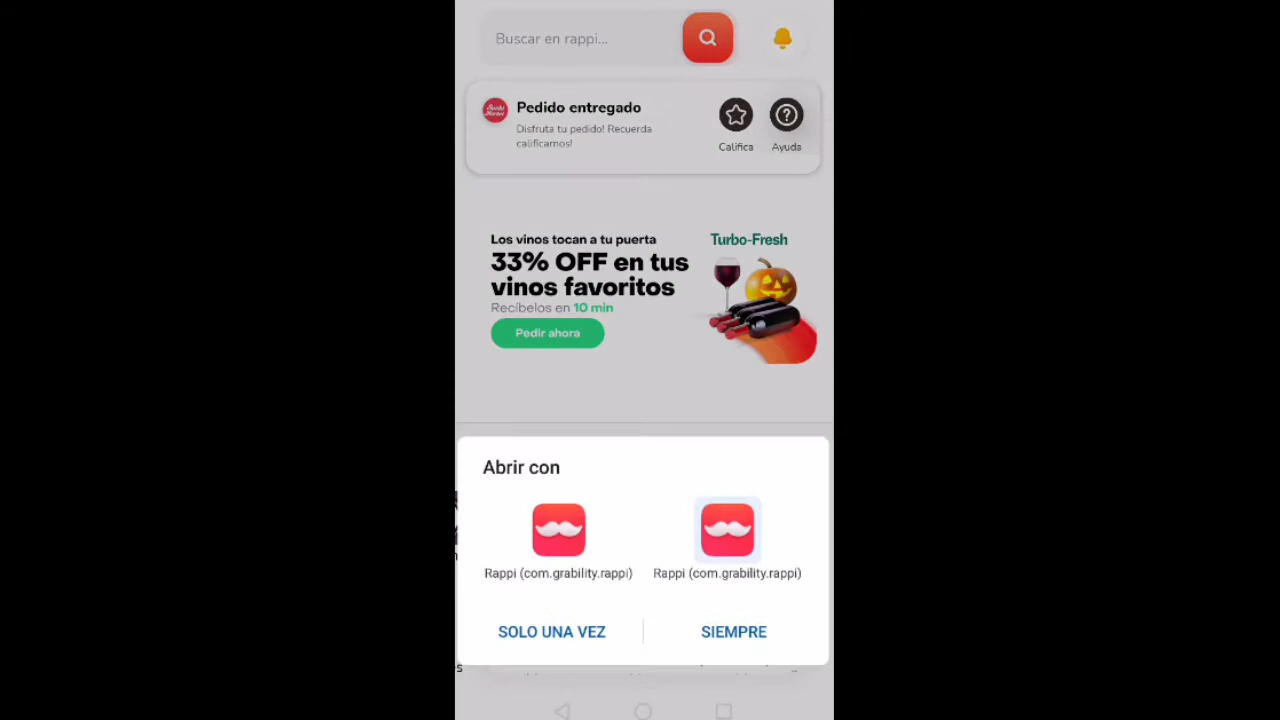 Buscar en rappi...
Pedido entregado
Disfruta tu pedido! Recuerda
calificarnos!
Califica
Ayuda
Los vinos tocan a tu puerta
33% OFF en tus
vinos favoritos
Recíbelos en 10 min
Pedir ahora
Turbo-Fresh
Abrir con
Rappi (com.grability.rappi)
Rappi (com.grability.rappi)
SOLO UNA VEZ
SIEMPRE